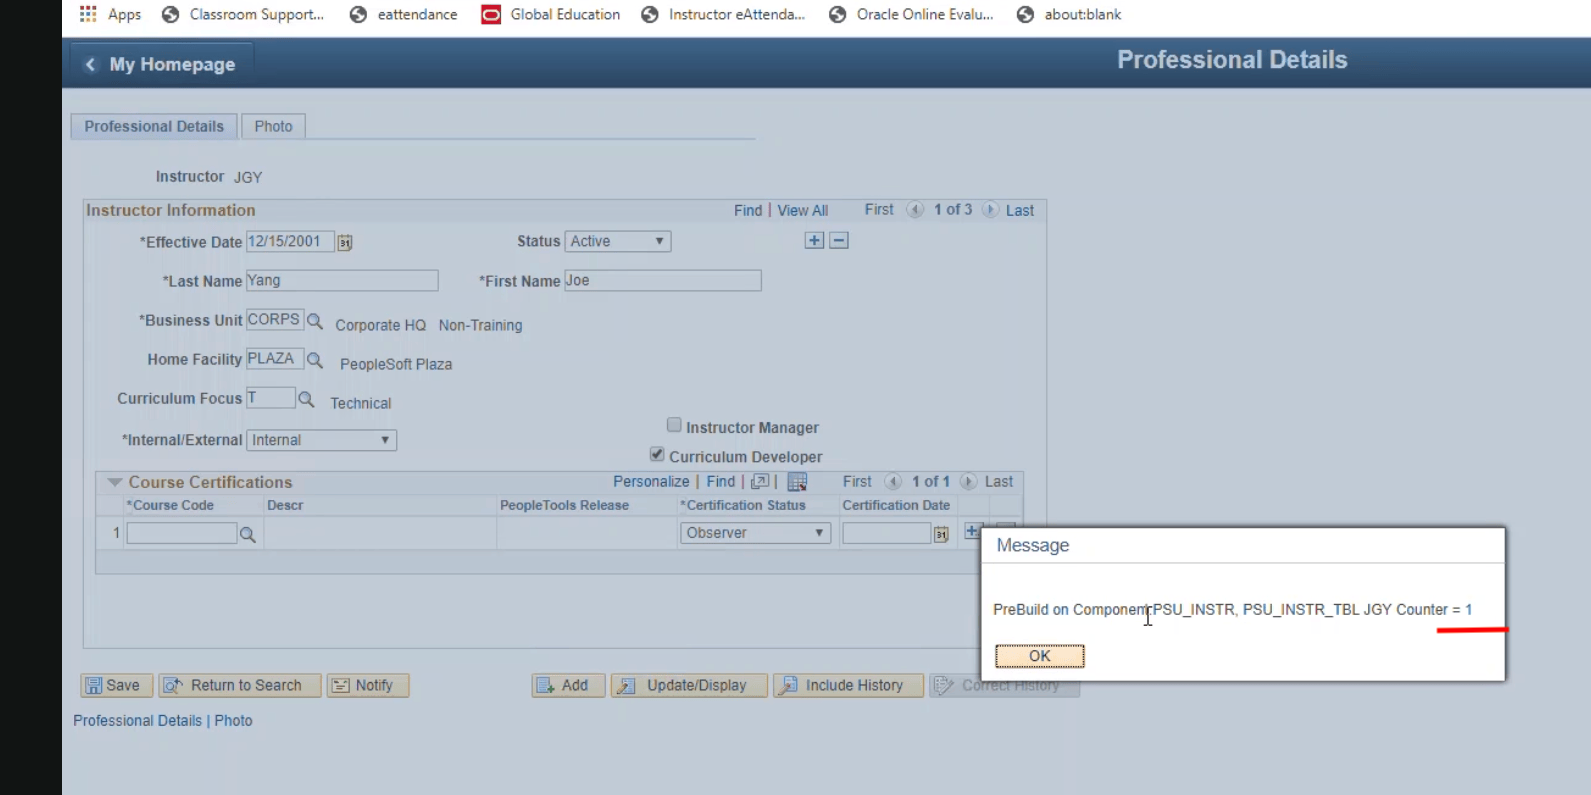 Apps Classroom Support... eattendance Global Education Instructor eAttenda... Oracle Online Evalu... about:blank
My Homepage Professional Details
Professional Details Photo
Instructor JGY
Instructor Information Find | View All First 1 of 3 Last
*Effective Date 12/15/2001 31 Status Active
*Last Name Yang *First Name Joe
*Business Unit CORPS Corporate HQ Non-Training
Home Facility PLAZA PeopleSoft Plaza
Curriculum Focus T Technical
Instructor Manager
*Internal/External Internal
Curriculum Developer
Course Certifications Personalize | Find | First 1 of 1 Last
*Course Code Descr PeopleTools Release *Certification Status Certification Date
1 Observer 31
Message
PreBuild on Component PSU_INSTR, PSU_INSTR_TBL JGY Counter = 1
OK
Save Return to Search Notify Add Update/Display Include History Correct History
Professional Details | Photo